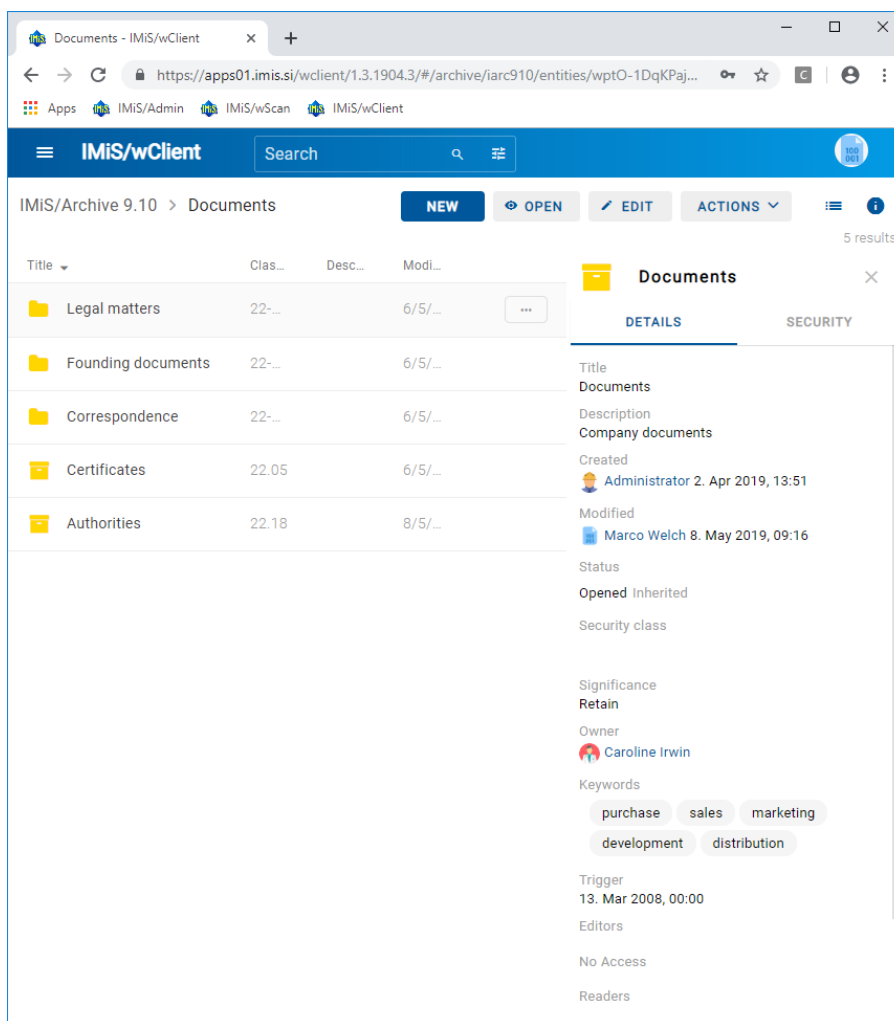 Documents - IMiS/wClient
https://apps01.imis.si/wclient/1.3.1904.3/#/archive/iarc910/entities/wptO-1DqKPaj...
C
Apps IMiS/Admin IMiS/wScan IMiS/wClient
IMiS/wClient Search
IMiS/Archive 9.10 > Documents NEW OPEN EDIT ACTIONS
5 results
Title Clas... Desc... Modi...
Legal matters 22-... 6/5/... ...
Founding documents 22-... 6/5/...
Correspondence 22-... 6/5/...
Certificates 22.05 6/5/...
Authorities 22.18 8/5/...
Documents
DETAILS SECURITY
Title
Documents
Description
Company documents
Created
Administrator 2. Apr 2019, 13:51
Modified
Marco Welch 8. May 2019, 09:16
Status
Opened Inherited
Security class
Significance
Retain
Owner
Caroline Irwin
Keywords
purchase sales marketing
development distribution
Trigger
13. Mar 2008, 00:00
Editors
No Access
Readers